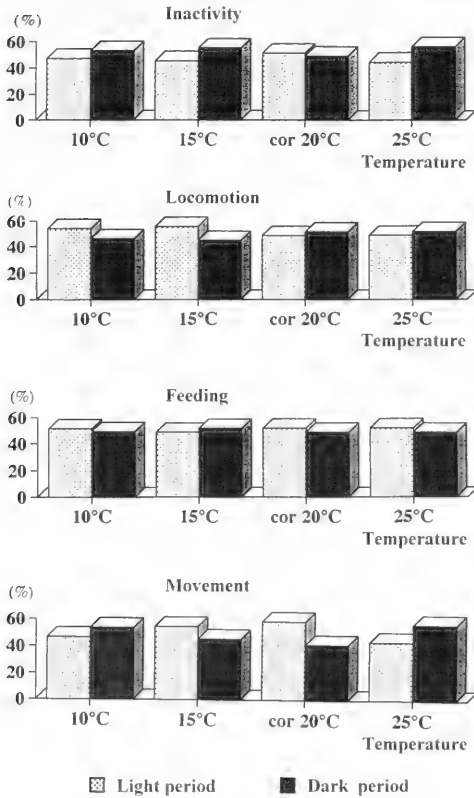 Inactivity
(%)
60
40
20
0
10°C 15°C cor 20°C 25°C
Temperature
Locomotion
(%)
60
40
20
0
10°C 15°C cor 20°C 25°C
Temperature
Feeding
(%)
60
40
20
0
10°C 15°C cor 20°C 25°C
Temperature
Movement
(%)
60
40
20
0
10°C 15°C cor 20°C 25°C
Temperature
Light period Dark period